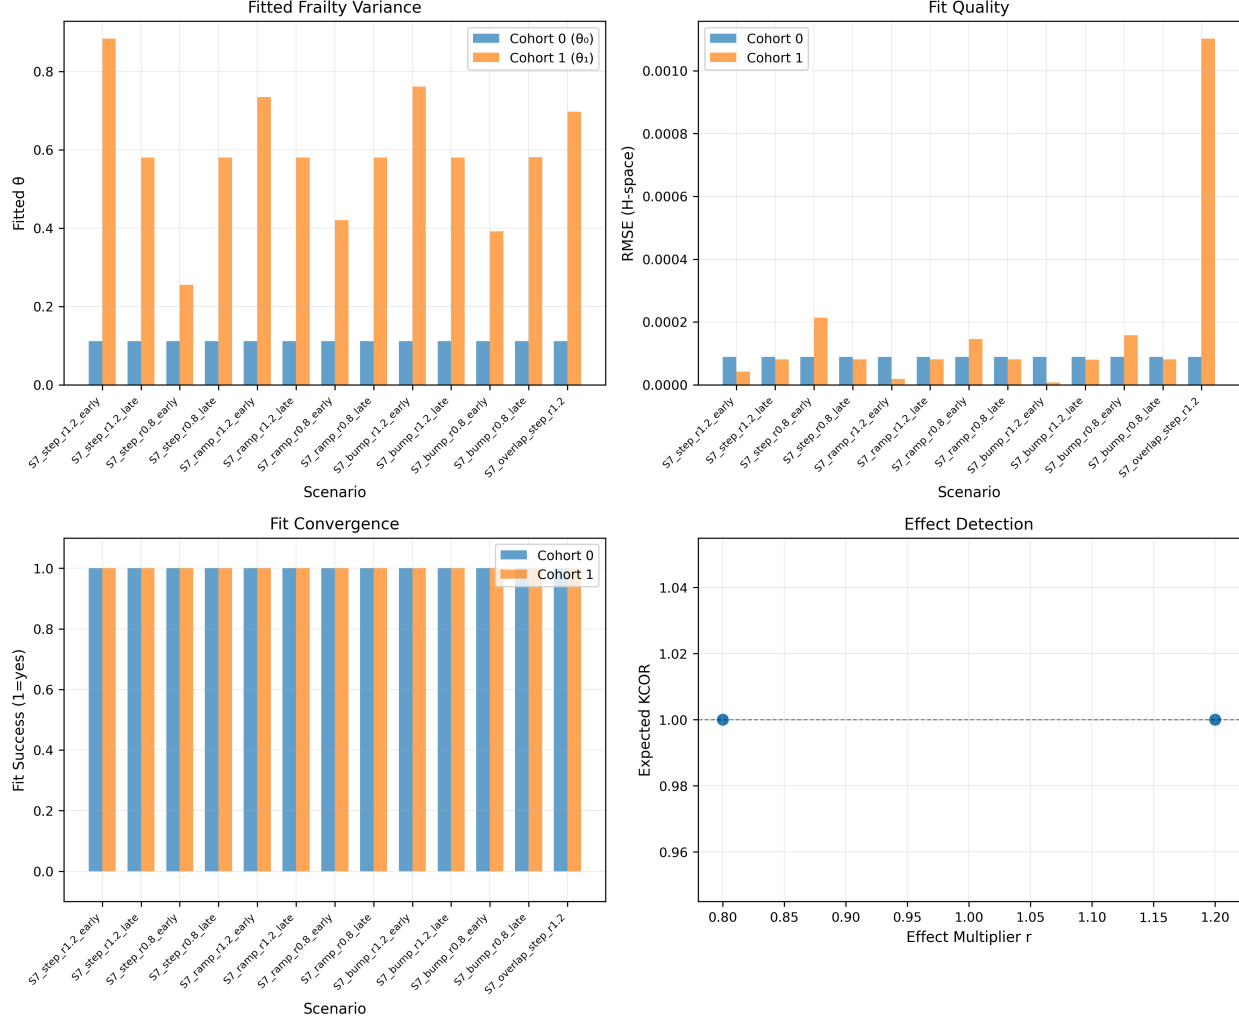 Fitted Frailty Variance
Fitted θ
0.8
0.6
0.4
0.2
0.0
Cohort 0 (θ₀)
Cohort 1 (θ₁)
S7_step_r1.2_early
S7_step_r1.2_late
S7_step_r0.8_early
S7_step_r0.8_late
S7_ramp_r1.2_early
S7_ramp_r1.2_late
S7_ramp_r0.8_early
S7_ramp_r0.8_late
S7_bump_r1.2_early
S7_bump_r1.2_late
S7_bump_r0.8_early
S7_bump_r0.8_late
S7_overlap_step_r1.2
Scenario
Fit Quality
RMSE (H-space)
0.0010
0.0008
0.0006
0.0004
0.0002
0.0000
Cohort 0
Cohort 1
S7_step_r1.2_early
S7_step_r1.2_late
S7_step_r0.8_early
S7_step_r0.8_late
S7_ramp_r1.2_early
S7_ramp_r1.2_late
S7_ramp_r0.8_early
S7_ramp_r0.8_late
S7_bump_r1.2_early
S7_bump_r1.2_late
S7_bump_r0.8_early
S7_bump_r0.8_late
S7_overlap_step_r1.2
Scenario
Fit Convergence
Fit Success (1=yes)
1.0
0.8
0.6
0.4
0.2
0.0
Cohort 0
Cohort 1
S7_step_r1.2_early
S7_step_r1.2_late
S7_step_r0.8_early
S7_step_r0.8_late
S7_ramp_r1.2_early
S7_ramp_r1.2_late
S7_ramp_r0.8_early
S7_ramp_r0.8_late
S7_bump_r1.2_early
S7_bump_r1.2_late
S7_bump_r0.8_early
S7_bump_r0.8_late
S7_overlap_step_r1.2
Scenario
Effect Detection
Expected KCOR
1.04
1.02
1.00
0.98
0.96
0.80 0.85 0.90 0.95 1.00 1.05 1.10 1.15 1.20
Effect Multiplier r